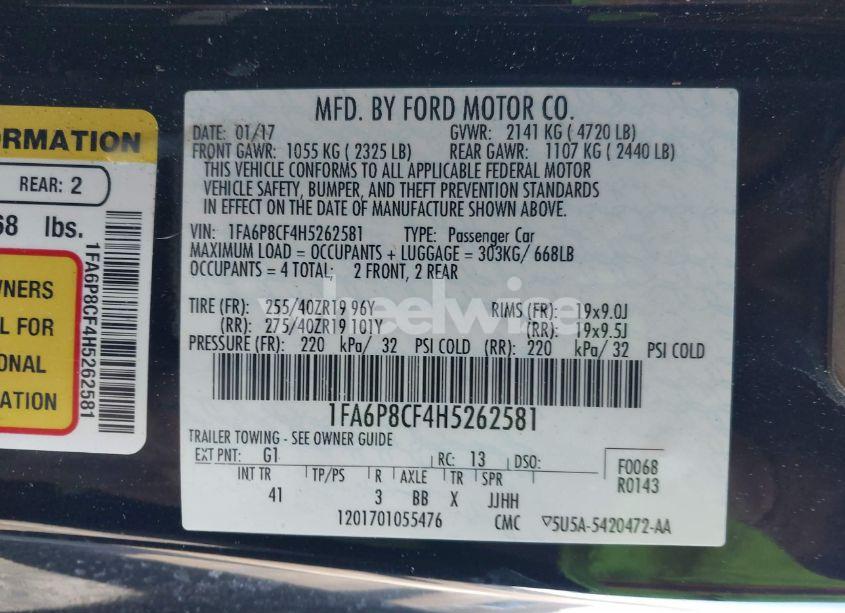 ORMATION
REAR: 2
68 lbs.
WNERS
L FOR
ONAL
ATION
1FA6P8CF4H5262581
MFD. BY FORD MOTOR CO.
DATE: 01/17 GVWR: 2141 KG ( 4720 LB)
FRONT GAWR: 1055 KG ( 2325 LB) REAR GAWR: 1107 KG ( 2440 LB)
THIS VEHICLE CONFORMS TO ALL APPLICABLE FEDERAL MOTOR
VEHICLE SAFETY, BUMPER, AND THEFT PREVENTION STANDARDS
IN EFFECT ON THE DATE OF MANUFACTURE SHOWN ABOVE.
VIN: 1FA6P8CF4H5262581 TYPE: Passenger Car
MAXIMUM LOAD = OCCUPANTS + LUGGAGE = 303KG/ 668LB
OCCUPANTS = 4 TOTAL; 2 FRONT, 2 REAR
TIRE (FR): 255/40ZR19 96Y RIMS (FR): 19x9.0J
(RR): 275/40ZR19 101Y (RR): 19x9.5J
PRESSURE (FR): 220 kPa/ 32 PSI COLD (RR): 220 kPa/ 32 PSI COLD
1FA6P8CF4H5262581
TRAILER TOWING - SEE OWNER GUIDE
EXT PNT: G1 RC: 13 DSO: F0068
R0143
INT TR TP/PS R AXLE TR SPR
41 3 BB X JJHH
1201701055476 CMC ▽5U5A-5420472-AA
wheelwise